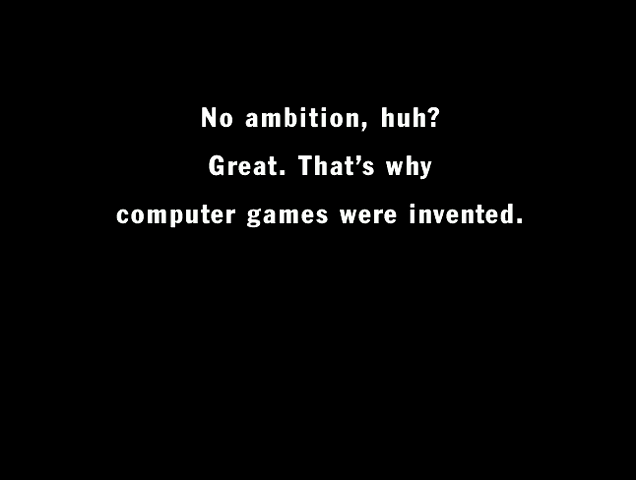 No ambition, huh?
Great. That’s why
computer games were invented.